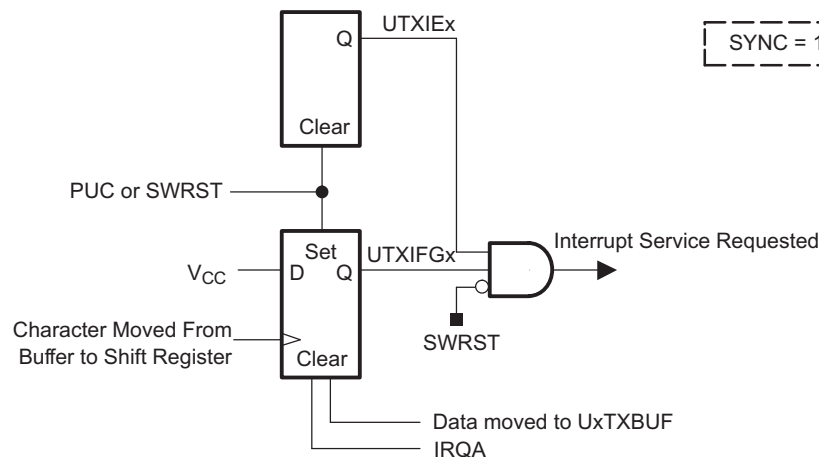 Q
UTXIEx
SYNC = 1
Clear
PUC or SWRST
Set
UTXIFGx
Interrupt Service Requested
VCC
D
Q
Character Moved From
Buffer to Shift Register
SWRST
Clear
Data moved to UxTXBUF
IRQA